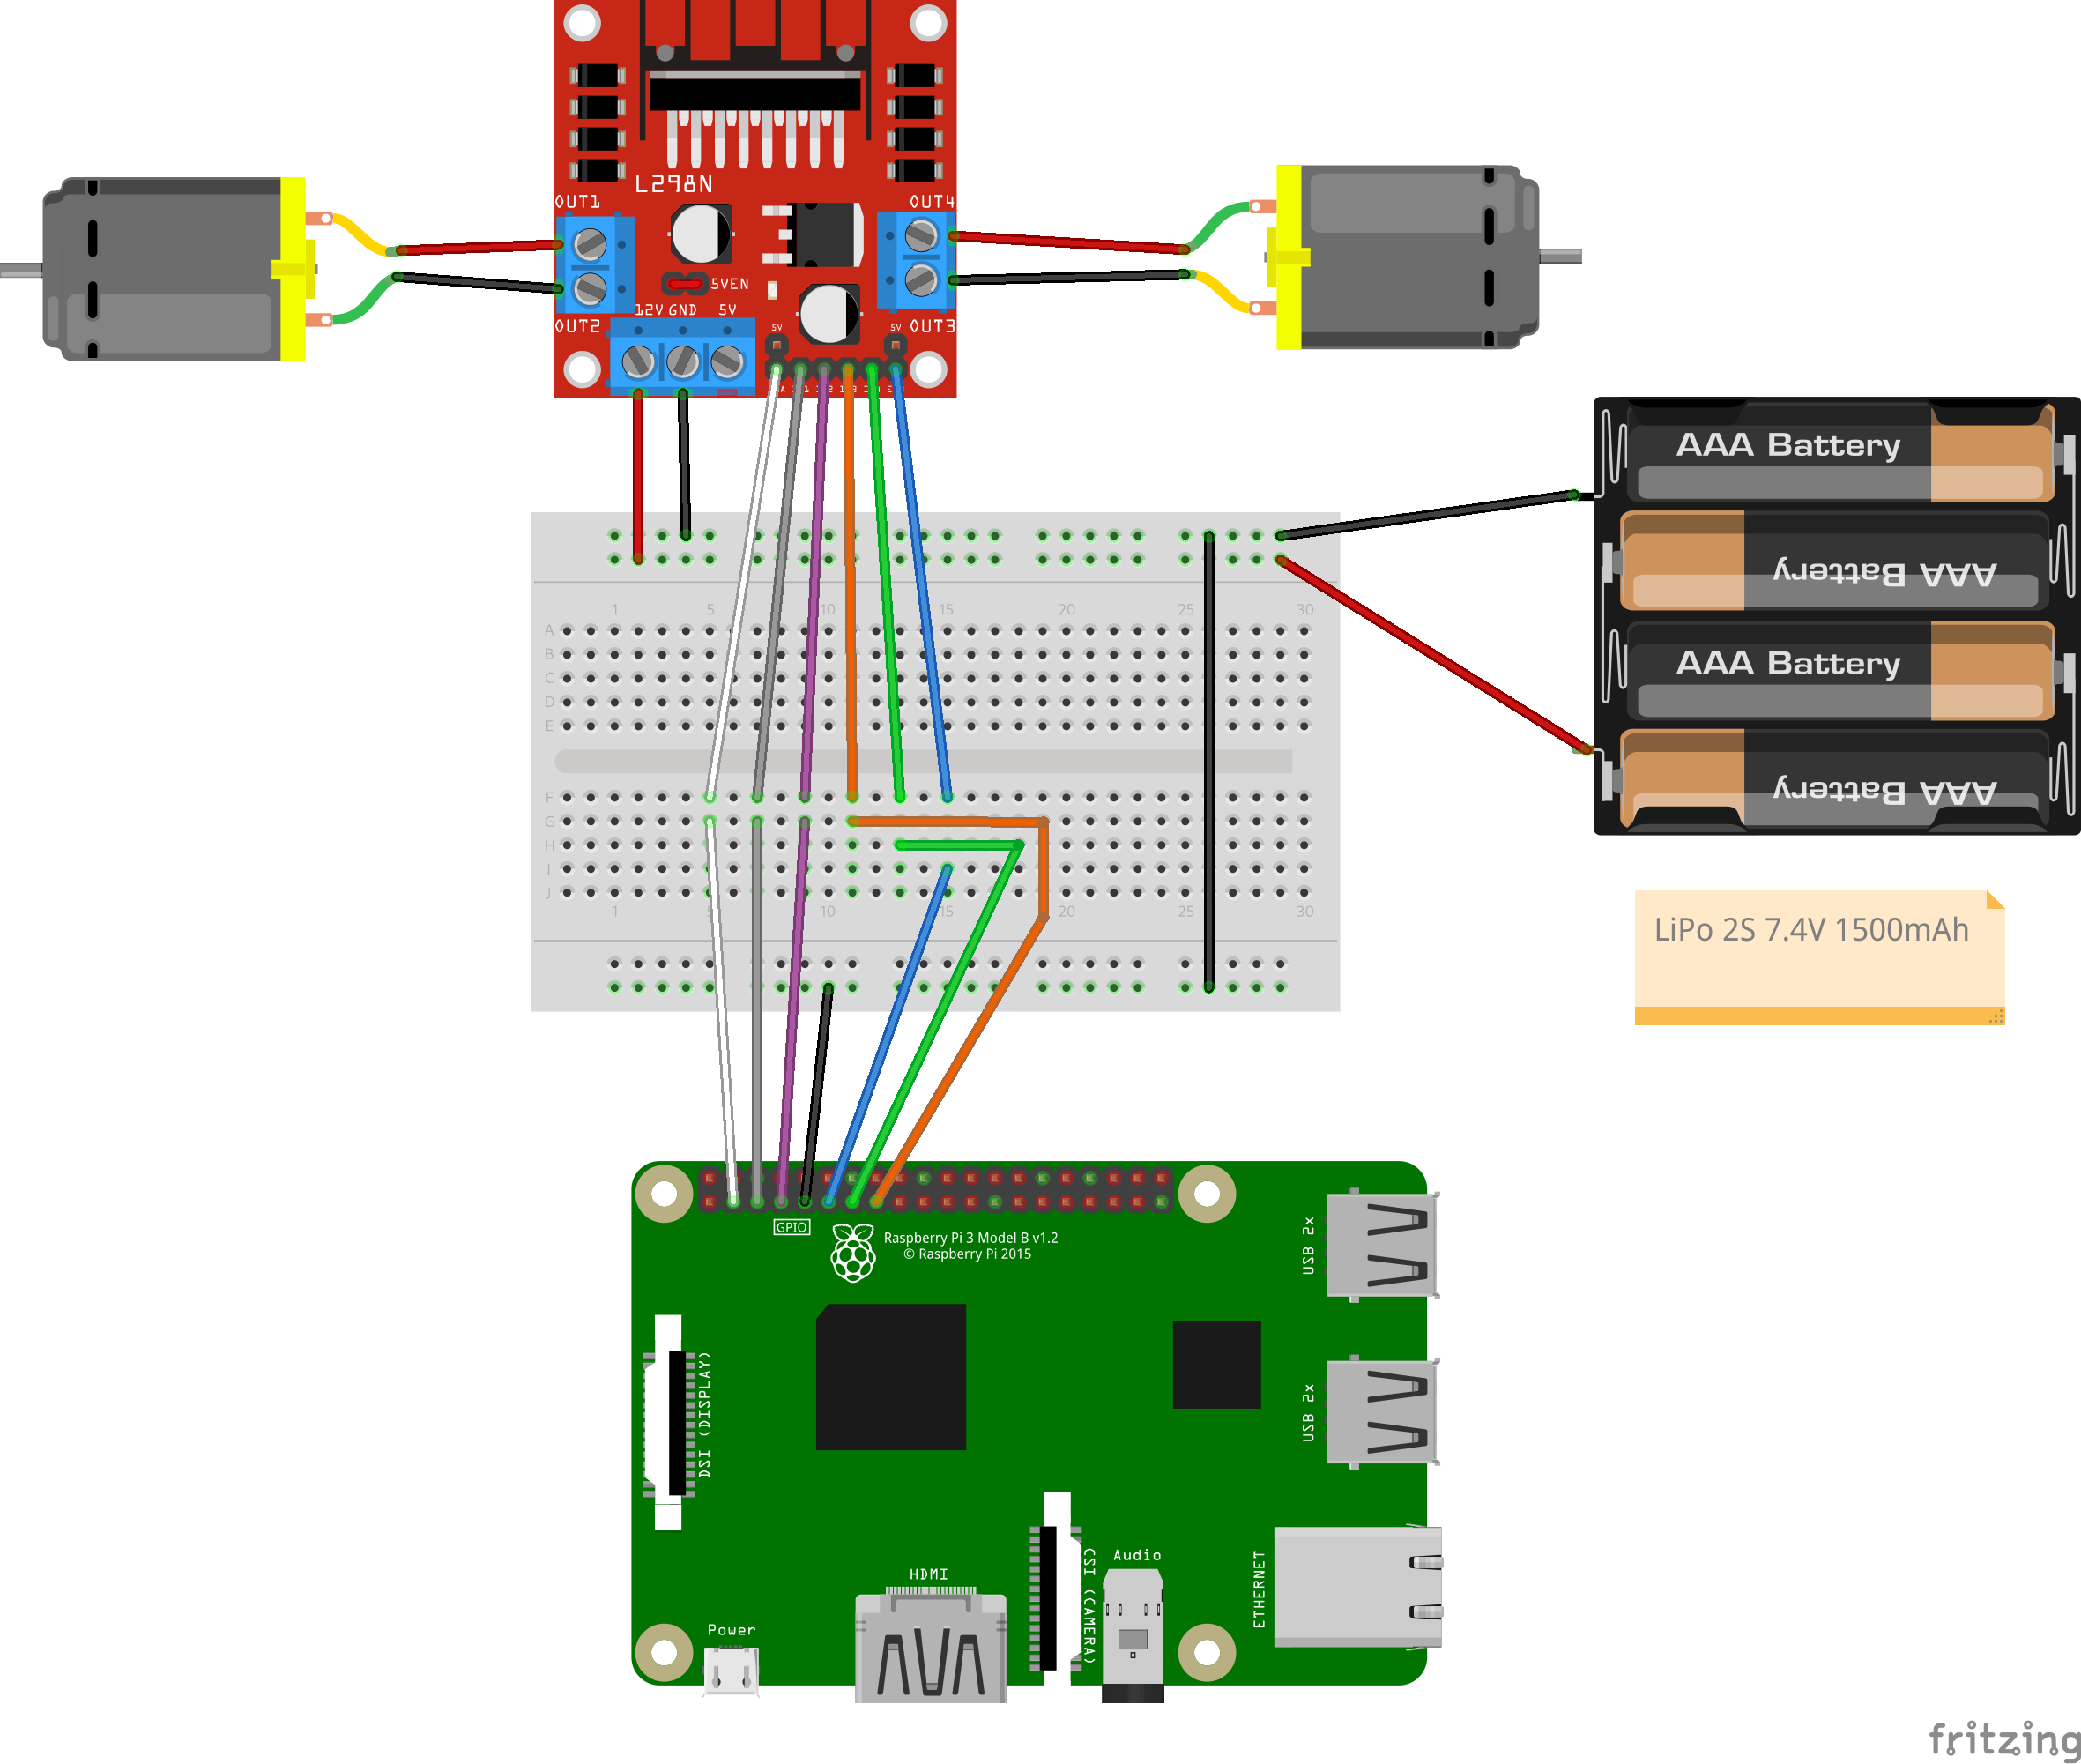 L298N
OUT1
OUT4
5VEN
12V GND 5V
OUT2
5V
5V
OUT3
AAA Battery
AAA Battery
AAA Battery
AAA Battery
1 5 10 15 20 25 30
A
B
C
D
E
F
G
H
I
J
1 5 10 15 20 25 30
LiPo 2S 7.4V 1500mAh
GPIO
Raspberry Pi 3 Model B v1.2
© Raspberry Pi 2015
USB 2x
DSI (DISPLAY)
USB 2x
HDMI
CSI (CAMERA)
Audio
ETHERNET
Power
fritzing